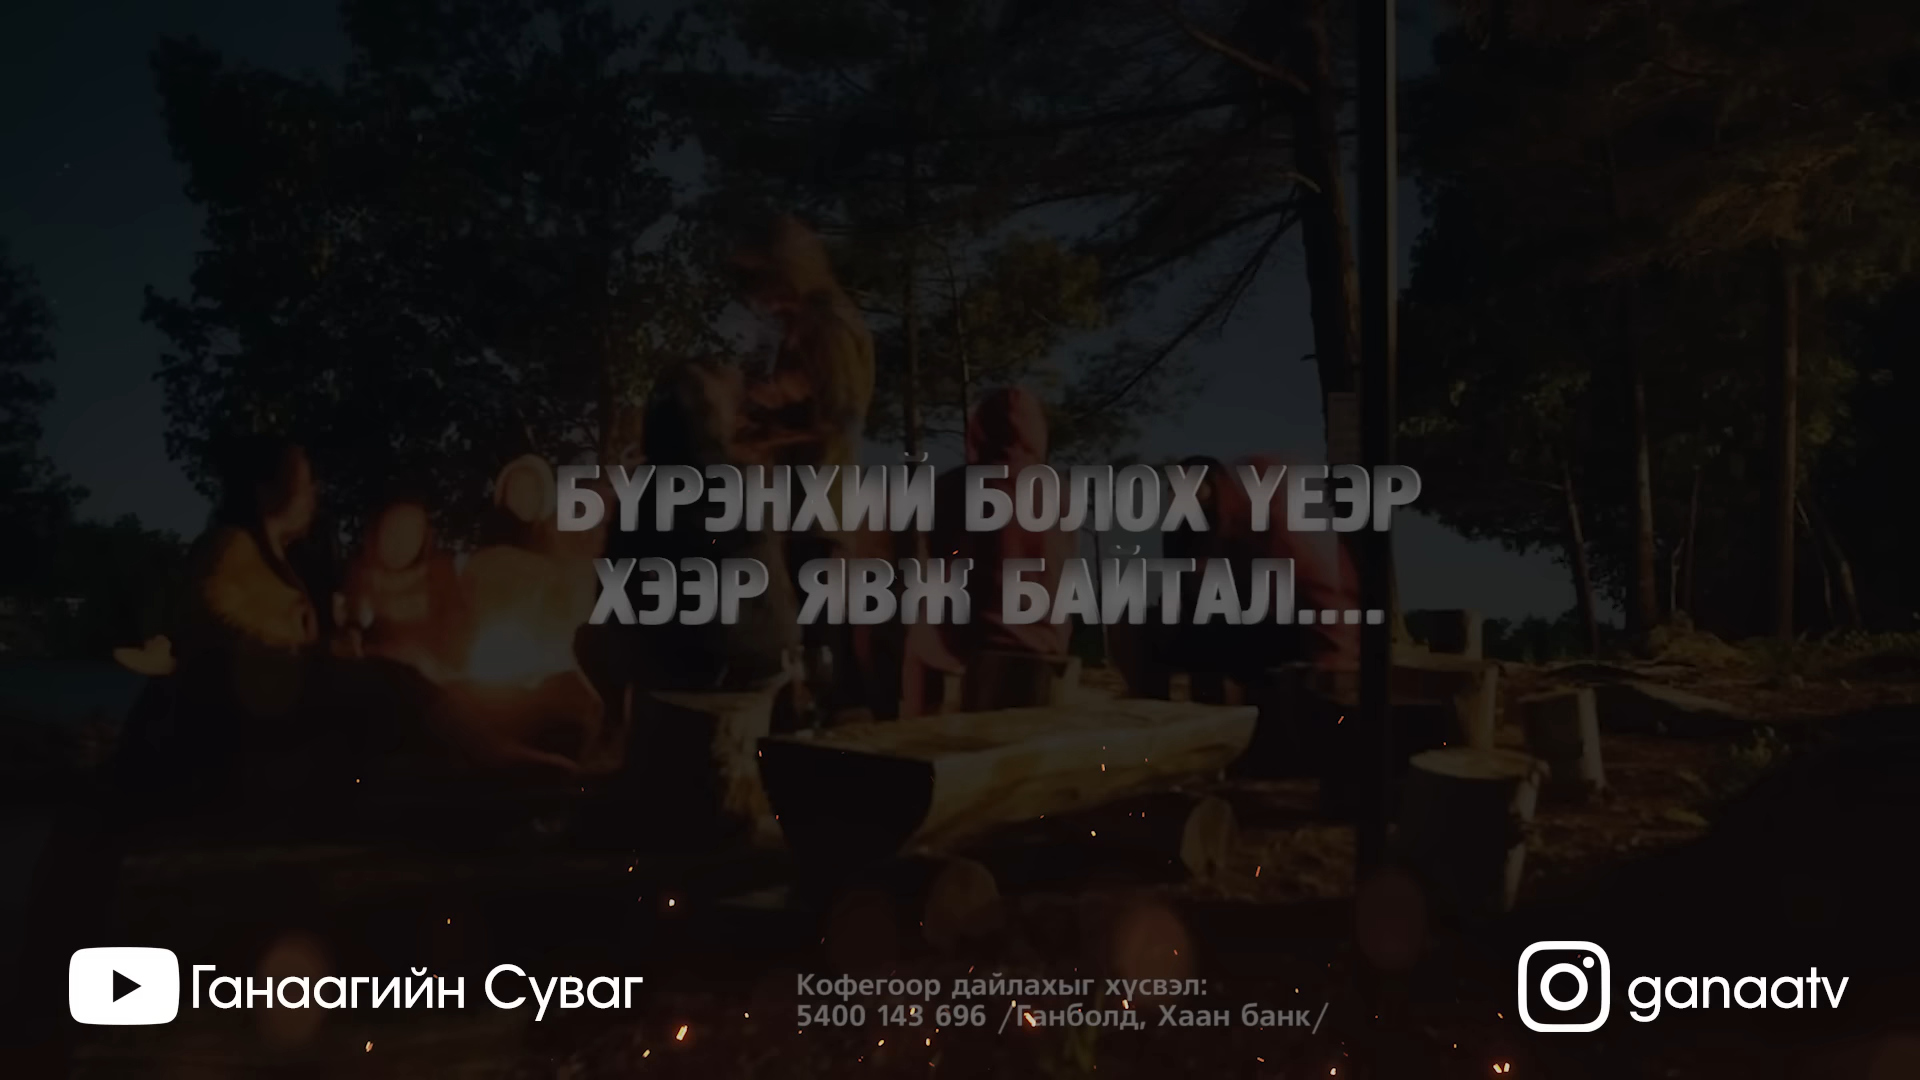 БҮРЭНХИЙ БОЛОХ ҮЕЭР
ХЭЭР ЯВЖ БАЙТАЛ....
Ганаагийн Суваг
Кофегоор дайлахыг хүсвэл:
5400 143 696 /Ганболд, Хаан банк/
ganaatv